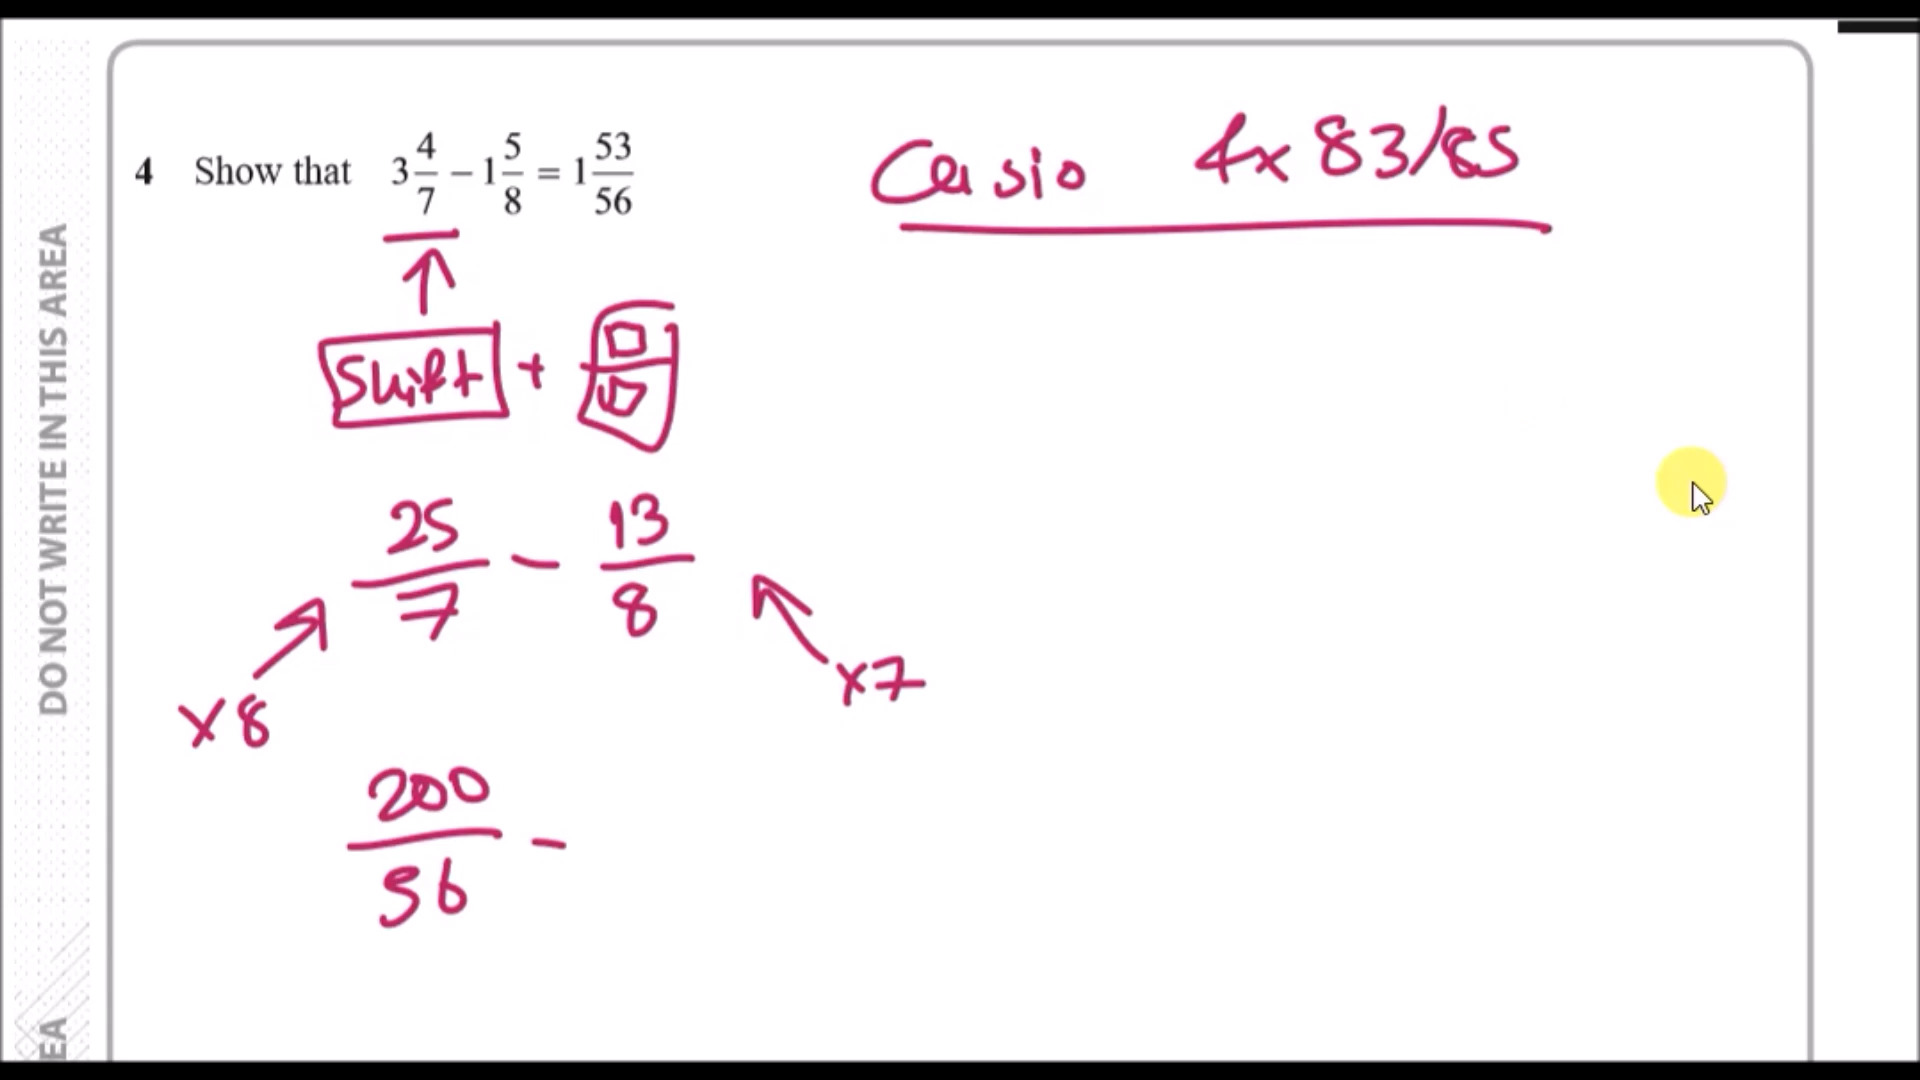 4 Show that 3 4/7 − 1 5/8 = 1 53/56
Casio fx 83/85
Shift + □/□
25/7 − 13/8
×8 ×7
200/56 −
DO NOT WRITE IN THIS AREA
EA